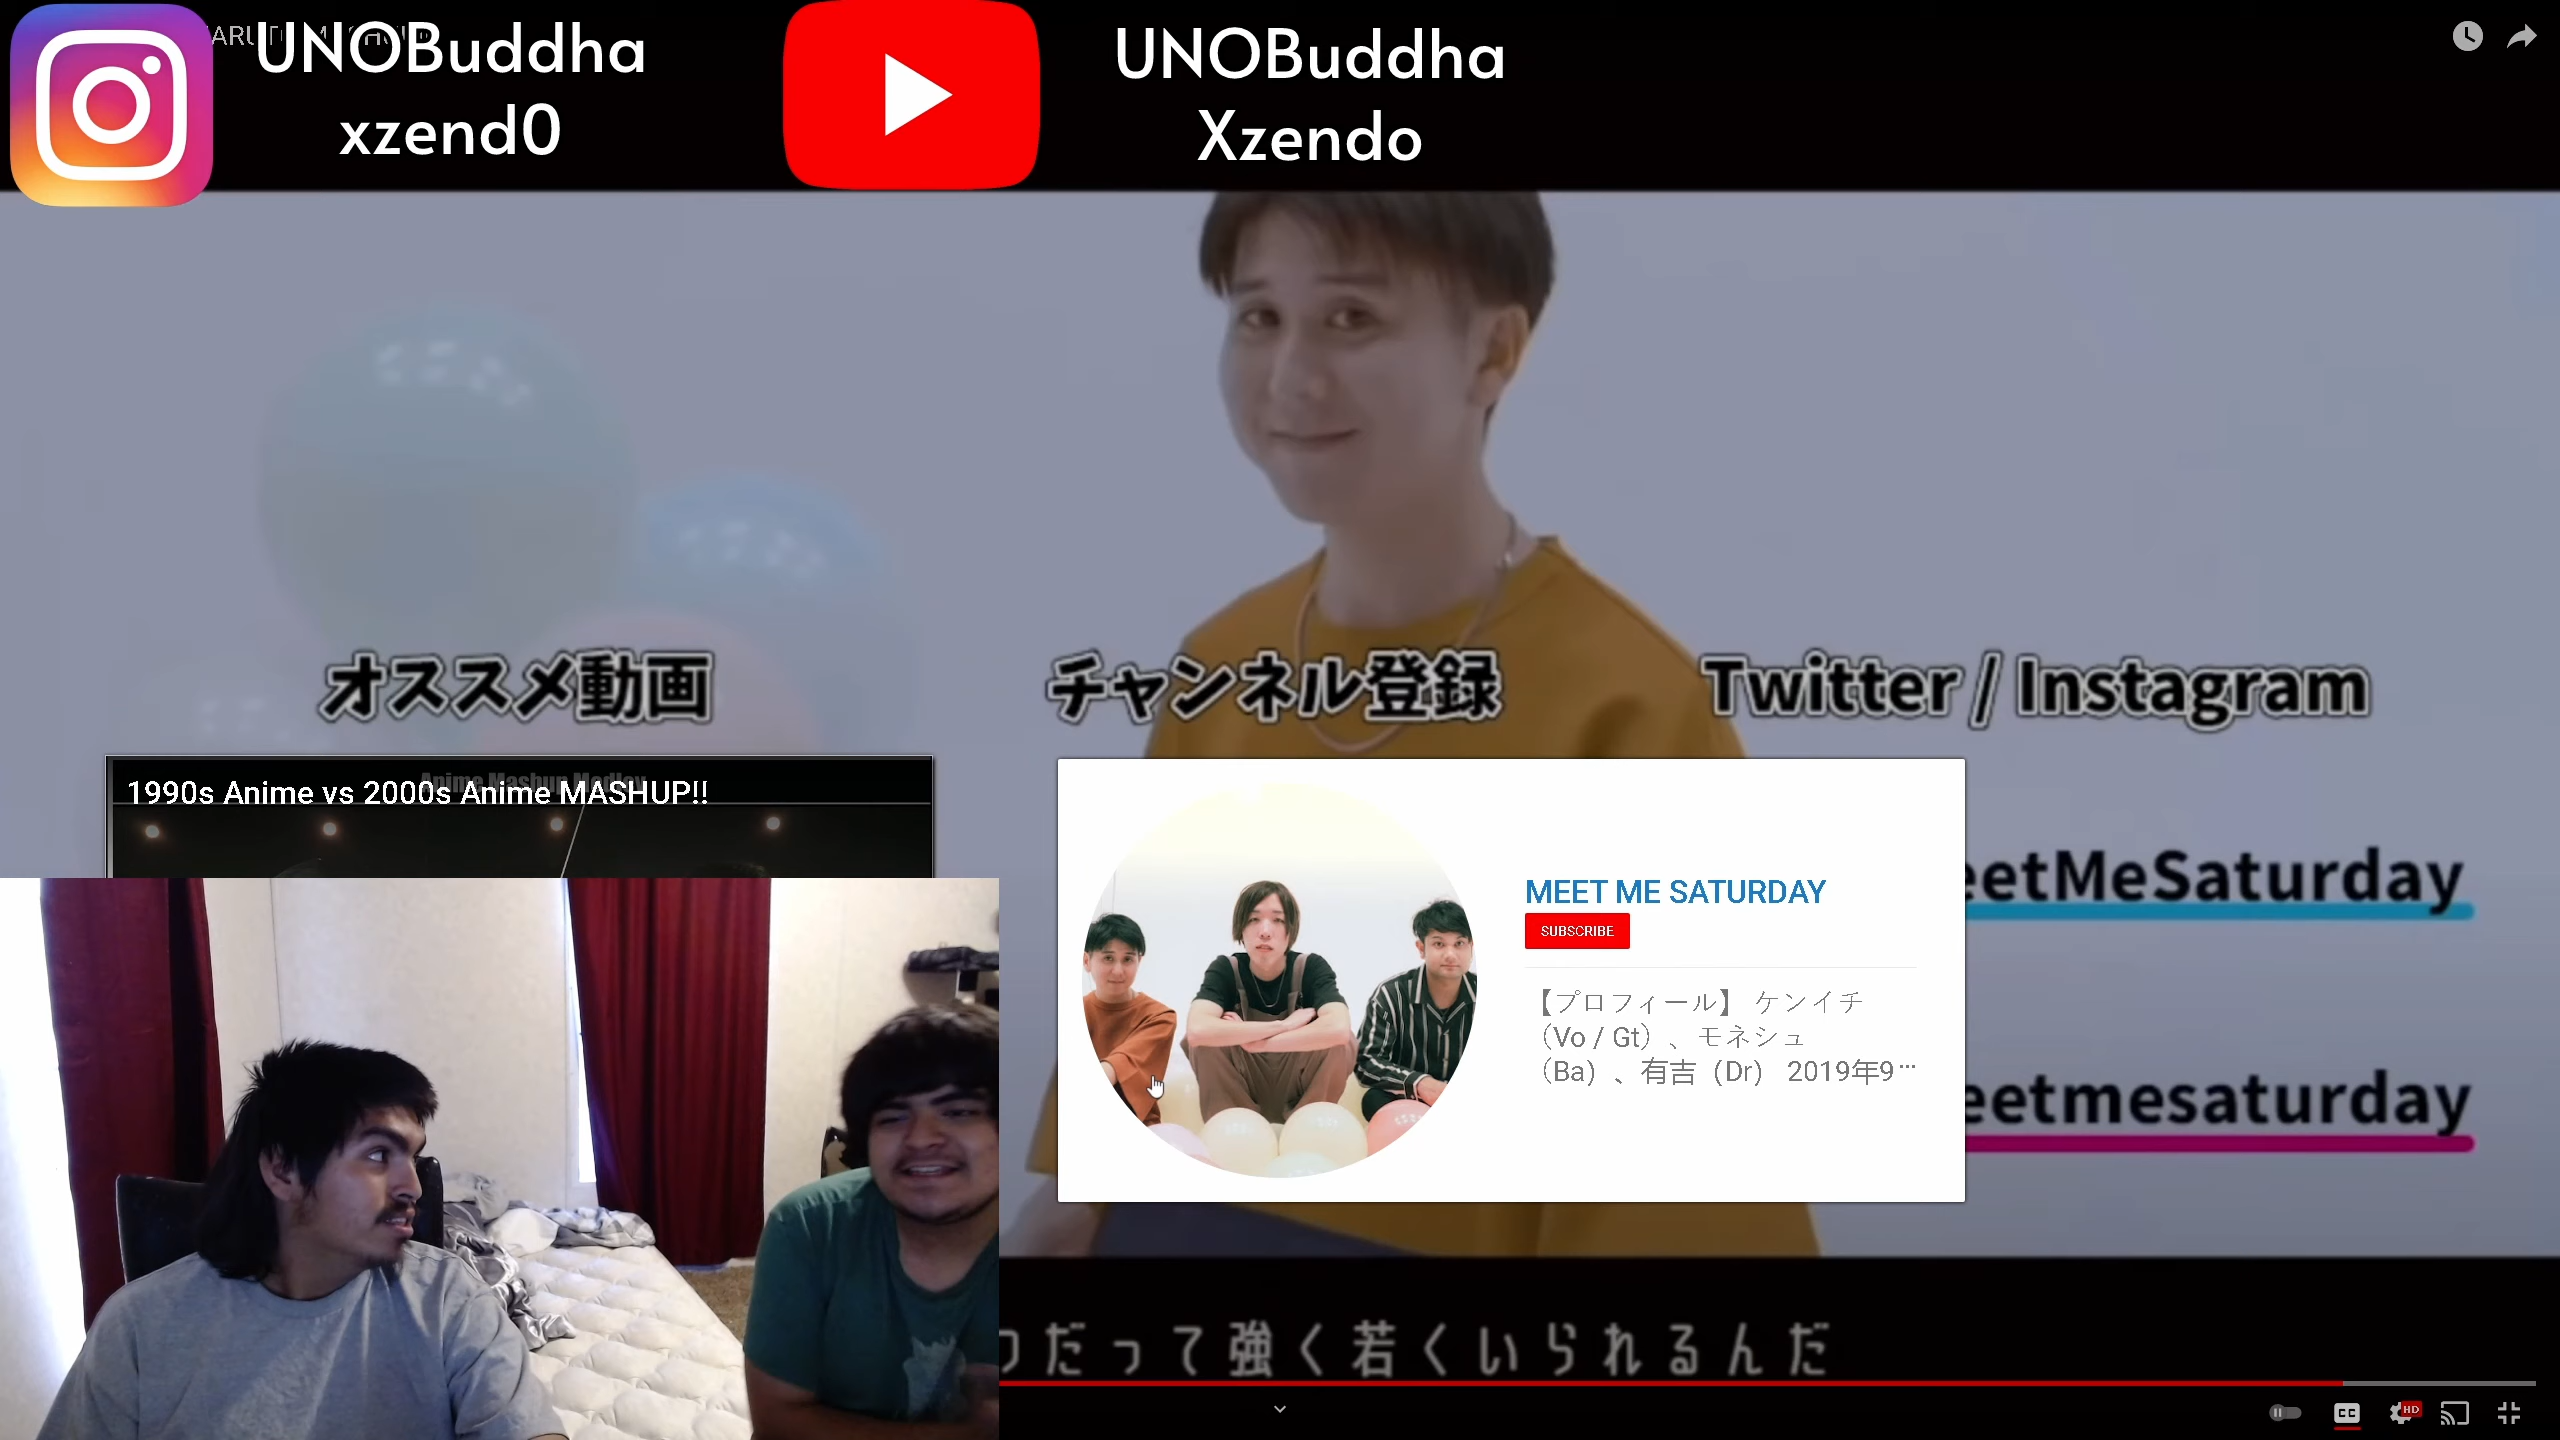 UNOBuddha
xzend0
UNOBuddha
Xzendo
オススメ動画
チャンネル登録
Twitter / Instagram
1990s Anime vs 2000s Anime MASHUP!!
MEET ME SATURDAY
SUBSCRIBE
【プロフィール】 ケンイチ
（Vo / Gt）、モネシュ
（Ba）、有吉（Dr） 2019年9…
eetMeSaturday
eetmesaturday
だって強く若くいられるんだ
CC
HD